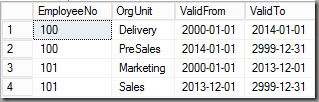 EmployeeNo OrgUnit ValidFrom ValidTo
1 100 Delivery 2000-01-01 2014-01-01
2 100 PreSales 2014-01-01 2999-12-31
3 101 Marketing 2000-01-01 2013-12-01
4 101 Sales 2013-12-01 2999-12-31